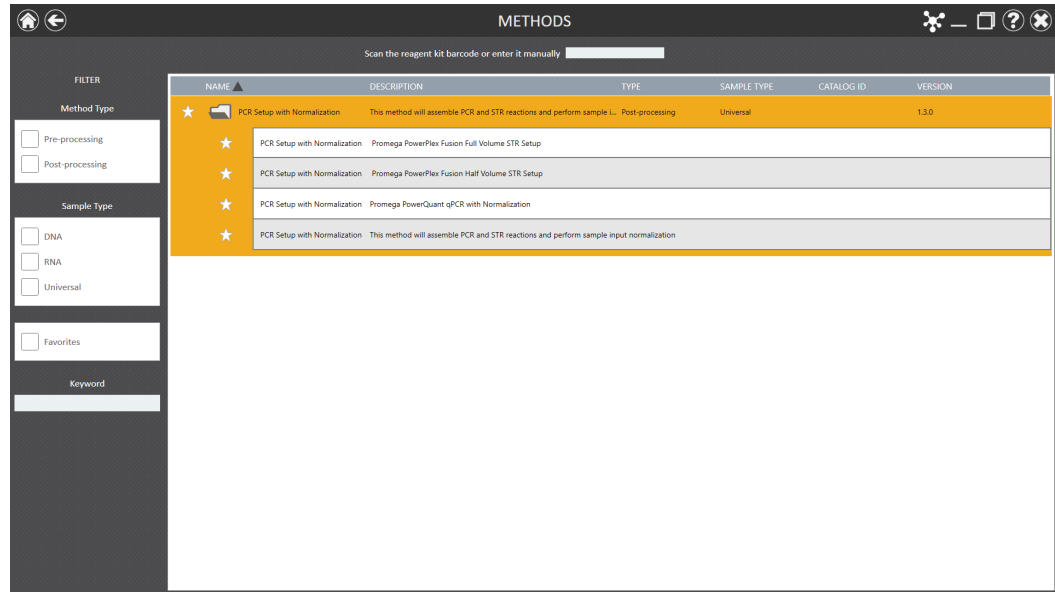 METHODS
?
Scan the reagent kit barcode or enter it manually
FILTER
Method Type
Pre-processing
Post-processing
Sample Type
DNA
RNA
Universal
Favorites
Keyword
NAME DESCRIPTION TYPE SAMPLE TYPE CATALOG ID VERSION
PCR Setup with Normalization This method will assemble PCR and STR reactions and perform sample i... Post-processing Universal 1.3.0
PCR Setup with Normalization Promega PowerPlex Fusion Full Volume STR Setup
PCR Setup with Normalization Promega PowerPlex Fusion Half Volume STR Setup
PCR Setup with Normalization Promega PowerQuant qPCR with Normalization
PCR Setup with Normalization This method will assemble PCR and STR reactions and perform sample input normalization